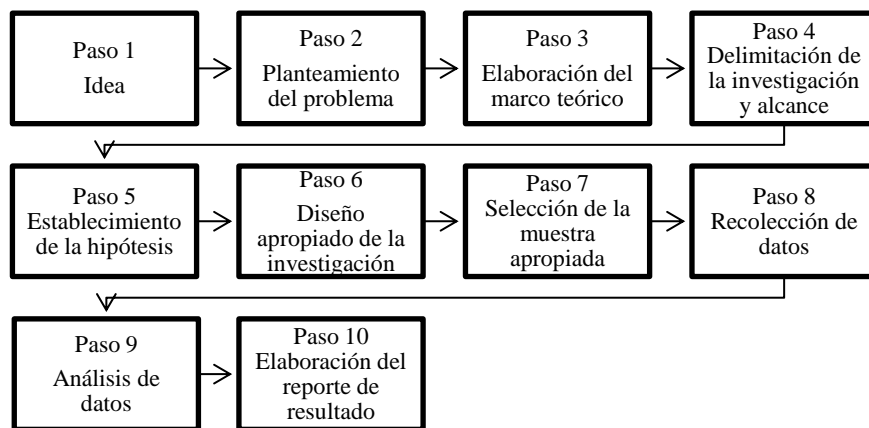 Paso 1
Idea
Paso 2
Planteamiento
del problema
Paso 3
Elaboración del
marco teórico
Paso 4
Delimitación de
la investigación
y alcance
Paso 5
Establecimiento
de la hipótesis
Paso 6
Diseño
apropiado de la
investigación
Paso 7
Selección de la
muestra
apropiada
Paso 8
Recolección de
datos
Paso 9
Análisis de
datos
Paso 10
Elaboración del
reporte de
resultado